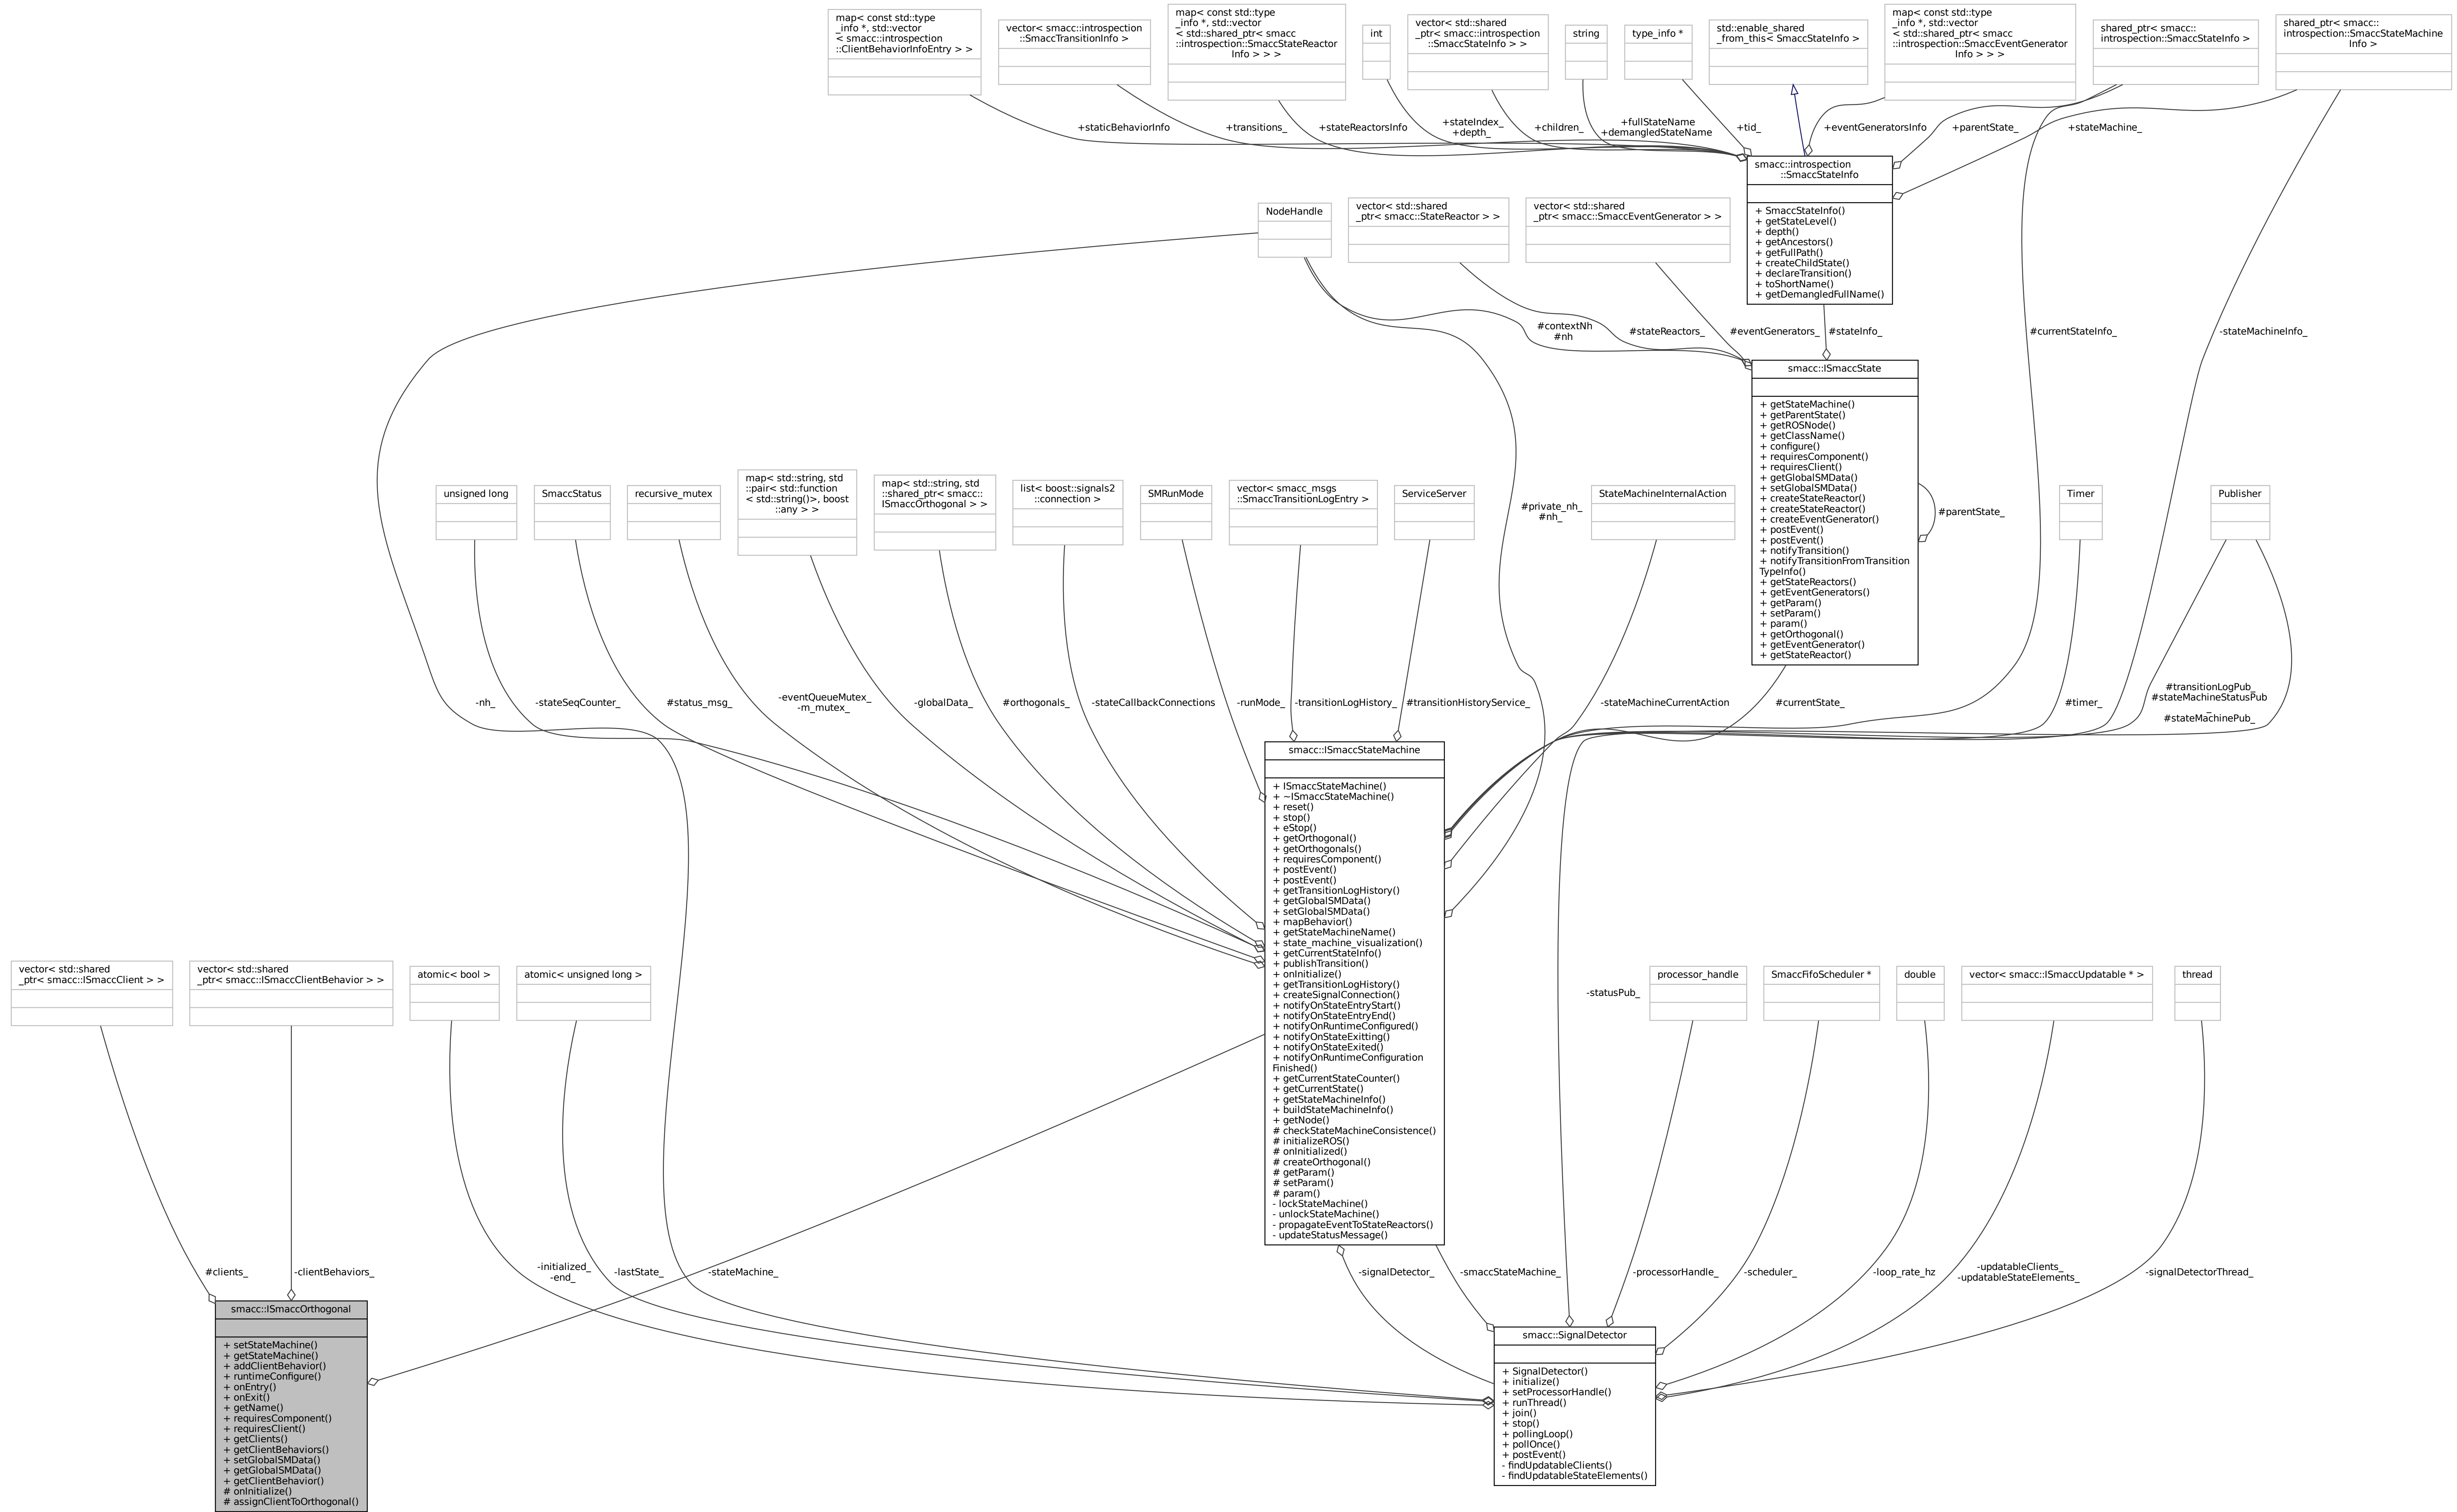 map< const std::type
_info *, std::vector
< smacc::introspection
::ClientBehaviorInfoEntry > >
vector< smacc::introspection
::SmaccTransitionInfo >
map< const std::type
_info *, std::vector
< std::shared_ptr< smacc
::introspection::SmaccStateReactor
Info > > >
int
vector< std::shared
_ptr< smacc::introspection
::SmaccStateInfo > >
string
type_info *
std::enable_shared
_from_this< SmaccStateInfo >
map< const std::type
_info *, std::vector
< std::shared_ptr< smacc
::introspection::SmaccEventGenerator
Info > > >
shared_ptr< smacc::
introspection::SmaccStateInfo >
shared_ptr< smacc::
introspection::SmaccStateMachine
Info >
+staticBehaviorInfo
+transitions_
+stateReactorsInfo
+stateIndex_
+depth_
+children_
+fullStateName
+demangledStateName
+tid_
+eventGeneratorsInfo
+parentState_
+stateMachine_
smacc::introspection
::SmaccStateInfo
+ SmaccStateInfo()
+ getStateLevel()
+ depth()
+ getAncestors()
+ getFullPath()
+ createChildState()
+ declareTransition()
+ toShortName()
+ getDemangledFullName()
NodeHandle
vector< std::shared
_ptr< smacc::StateReactor > >
vector< std::shared
_ptr< smacc::SmaccEventGenerator > >
#contextNh
#nh
#stateReactors_
#eventGenerators_
#stateInfo_
#currentStateInfo_
-stateMachineInfo_
smacc::ISmaccState
+ getStateMachine()
+ getParentState()
+ getROSNode()
+ getClassName()
+ configure()
+ requiresComponent()
+ requiresClient()
+ getGlobalSMData()
+ setGlobalSMData()
+ createStateReactor()
+ createStateReactor()
+ createEventGenerator()
+ postEvent()
+ postEvent()
+ notifyTransition()
+ notifyTransitionFromTransition
TypeInfo()
+ getStateReactors()
+ getEventGenerators()
+ getParam()
+ setParam()
+ param()
+ getOrthogonal()
+ getEventGenerator()
+ getStateReactor()
#parentState_
unsigned long
SmaccStatus
recursive_mutex
map< std::string, std
::pair< std::function
< std::string()>, boost
::any > >
map< std::string, std
::shared_ptr< smacc::
ISmaccOrthogonal > >
list< boost::signals2
::connection >
SMRunMode
vector< smacc_msgs
::SmaccTransitionLogEntry >
ServiceServer
#private_nh_
#nh_
StateMachineInternalAction
Timer
Publisher
-nh_
-stateSeqCounter_
#status_msg_
-eventQueueMutex_
-m_mutex_
-globalData_
#orthogonals_
-stateCallbackConnections
-runMode_
-transitionLogHistory_
#transitionHistoryService_
-stateMachineCurrentAction
#currentState_
#timer_
#transitionLogPub_
#stateMachineStatusPub
_
#stateMachinePub_
smacc::ISmaccStateMachine
+ ISmaccStateMachine()
+ ~ISmaccStateMachine()
+ reset()
+ stop()
+ eStop()
+ getOrthogonal()
+ getOrthogonals()
+ requiresComponent()
+ postEvent()
+ postEvent()
+ getTransitionLogHistory()
+ getGlobalSMData()
+ setGlobalSMData()
+ mapBehavior()
+ getStateMachineName()
+ state_machine_visualization()
+ getCurrentStateInfo()
+ publishTransition()
+ onInitialize()
+ getTransitionLogHistory()
+ createSignalConnection()
+ notifyOnStateEntryStart()
+ notifyOnStateEntryEnd()
+ notifyOnRuntimeConfigured()
+ notifyOnStateExitting()
+ notifyOnStateExited()
+ notifyOnRuntimeConfiguration
Finished()
+ getCurrentStateCounter()
+ getCurrentState()
+ getStateMachineInfo()
+ buildStateMachineInfo()
+ getNode()
# checkStateMachineConsistence()
# initializeROS()
# onInitialized()
# createOrthogonal()
# getParam()
# setParam()
# param()
- lockStateMachine()
- unlockStateMachine()
- propagateEventToStateReactors()
- updateStatusMessage()
vector< std::shared
_ptr< smacc::ISmaccClient > >
vector< std::shared
_ptr< smacc::ISmaccClientBehavior > >
atomic< bool >
atomic< unsigned long >
-statusPub_
processor_handle
SmaccFifoScheduler *
double
vector< smacc::ISmaccUpdatable * >
thread
#clients_
-clientBehaviors_
-initialized_
-end_
-lastState_
-stateMachine_
-signalDetector_
-smaccStateMachine_
-processorHandle_
-scheduler_
-loop_rate_hz
-updatableClients_
-updatableStateElements_
-signalDetectorThread_
smacc::ISmaccOrthogonal
+ setStateMachine()
+ getStateMachine()
+ addClientBehavior()
+ runtimeConfigure()
+ onEntry()
+ onExit()
+ getName()
+ requiresComponent()
+ requiresClient()
+ getClients()
+ getClientBehaviors()
+ setGlobalSMData()
+ getGlobalSMData()
+ getClientBehavior()
# onInitialize()
# assignClientToOrthogonal()
smacc::SignalDetector
+ SignalDetector()
+ initialize()
+ setProcessorHandle()
+ runThread()
+ join()
+ stop()
+ pollingLoop()
+ pollOnce()
+ postEvent()
- findUpdatableClients()
- findUpdatableStateElements()